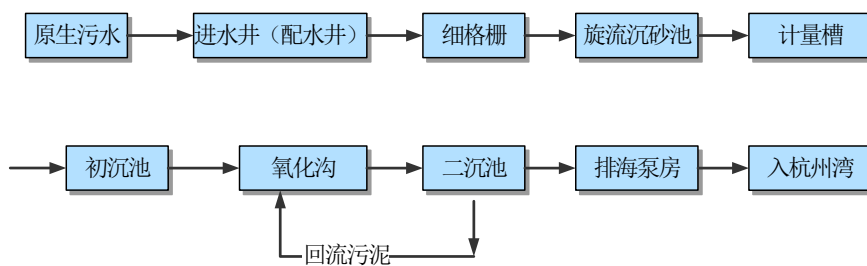 原生污水
进水井（配水井）
细格栅
旋流沉砂池
计量槽
初沉池
氧化沟
二沉池
排海泵房
入杭州湾
回流污泥